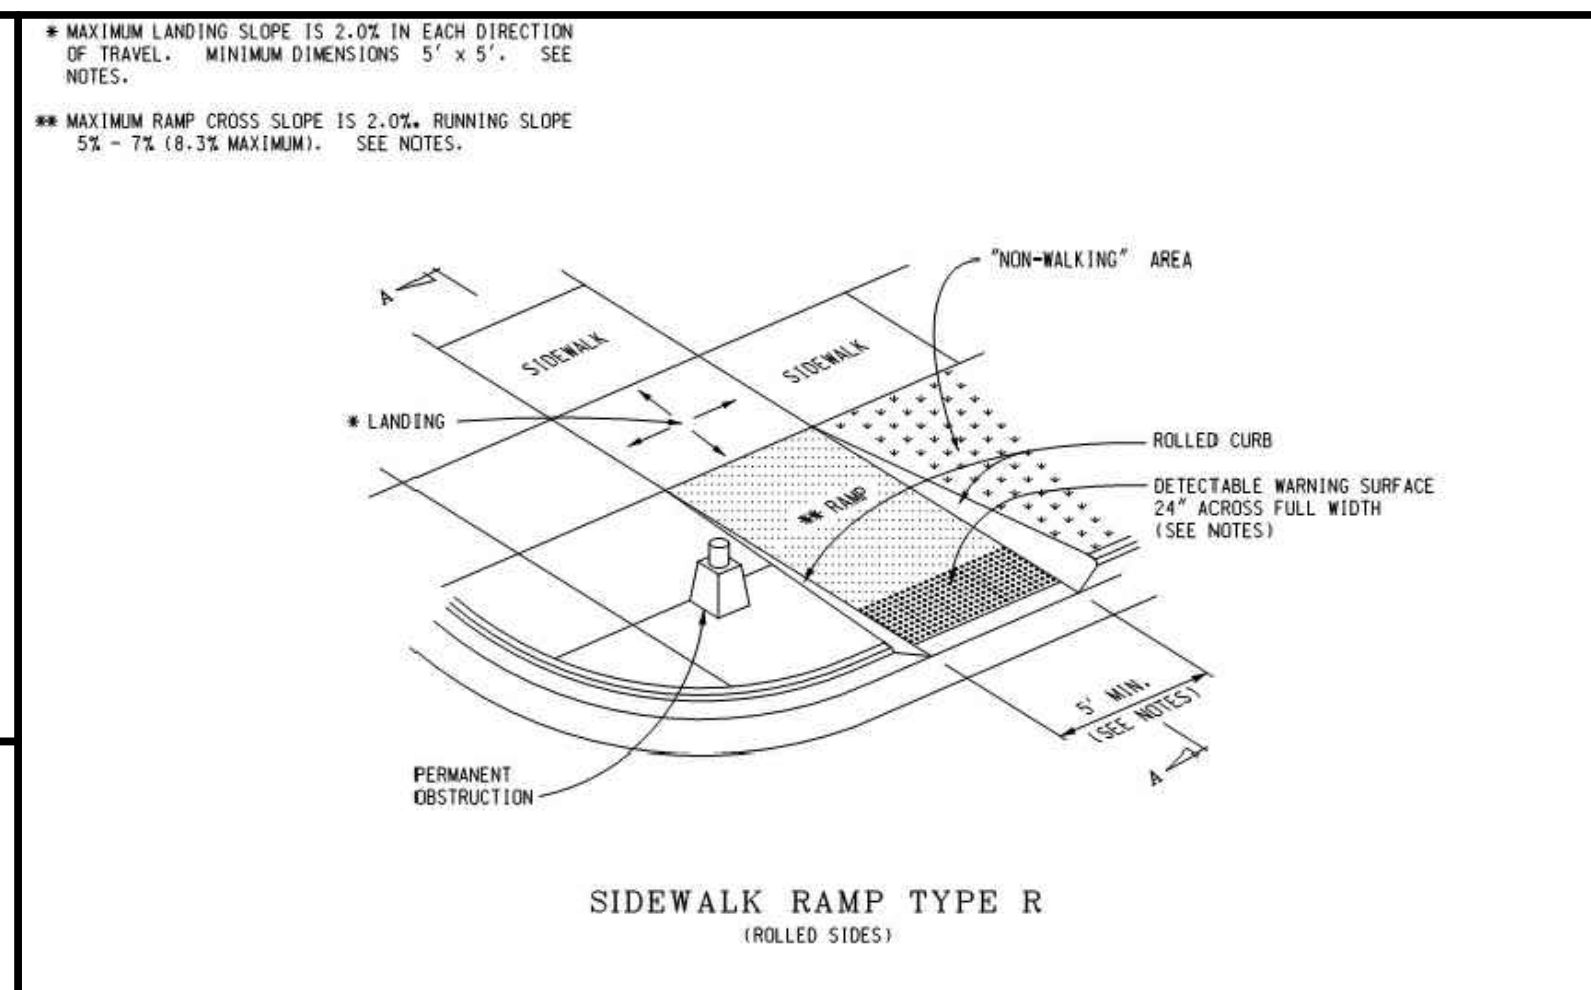 * MAXIMUM LANDING SLOPE IS 2.0% IN EACH DIRECTION
OF TRAVEL. MINIMUM DIMENSIONS 5' x 5'. SEE
NOTES.
** MAXIMUM RAMP CROSS SLOPE IS 2.0%. RUNNING SLOPE
5% - 7% (8.3% MAXIMUM). SEE NOTES.
"NON-WALKING" AREA
A
SIDEWALK
SIDEWALK
* LANDING
ROLLED CURB
DETECTABLE WARNING SURFACE
24" ACROSS FULL WIDTH
(SEE NOTES)
** RAMP
5' MIN.
(SEE NOTES)
A
PERMANENT
OBSTRUCTION
SIDEWALK RAMP TYPE R
(ROLLED SIDES)